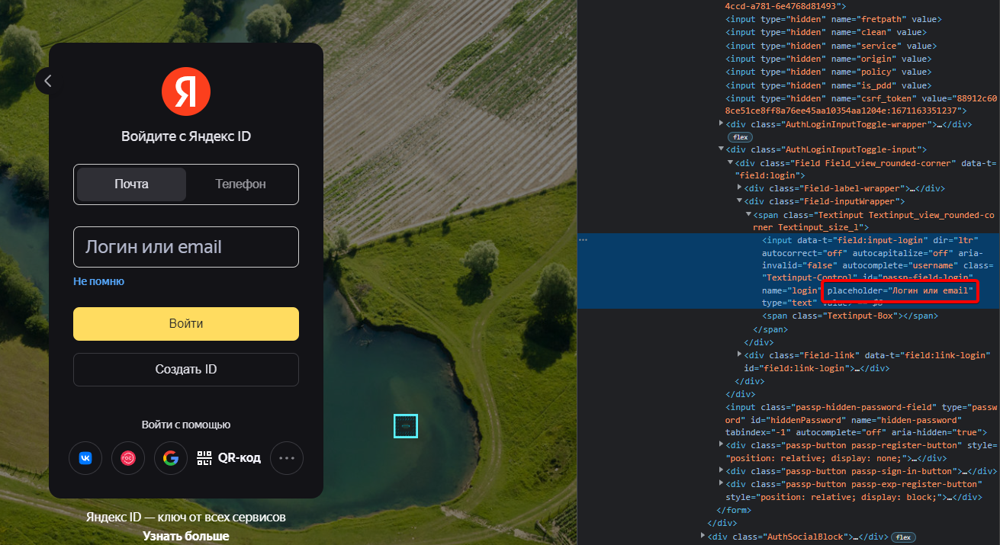 Я
Войдите с Яндекс ID
Почта
Телефон
Логин или email
Не помню
Войти
Создать ID
Войти с помощью
VK
гос
G
QR-код
Яндекс ID — ключ от всех сервисов
Узнать больше
4ccd-a781-6e4768d81493">
<input type="hidden" name="fretpath" value>
<input type="hidden" name="clean" value>
<input type="hidden" name="service" value>
<input type="hidden" name="origin" value>
<input type="hidden" name="policy" value>
<input type="hidden" name="is_pdd" value>
<input type="hidden" name="csrf_token" value="88912c60
8ce51ce8ff8a76ee45aa10354aa1204e:1671163351237">
<div class="AuthLoginInputToggle-wrapper">…</div>
flex
<div class="AuthLoginInputToggle-input">
<div class="Field Field_view_rounded-corner" data-t=
"field:login">
<div class="Field-label-wrapper">…</div>
<div class="Field-inputWrapper">
<span class="Textinput Textinput_view_rounded-co
rner Textinput_size_l">
<input data-t="field:input-login" dir="ltr"
autocorrect="off" autocapitalize="off" aria-
invalid="false" autocomplete="username" class=
"Textinput-Control" id="passp-field-login"
name="login" placeholder="Логин или email"
type="text" value> == $0
<span class="Textinput-Box"></span>
</span>
</div>
<div class="Field-link" data-t="field:link-login"
id="field:link-login">…</div>
</div>
</div>
<input class="passp-hidden-password-field" type="passw
ord" id="hiddenPassword" name="hidden-password"
tabindex="-1" autocomplete="off" aria-hidden="true">
<div class="passp-button passp-register-button" style=
"position: relative; display: none;">…</div>
<div class="passp-button passp-sign-in-button">…</div>
<div class="passp-button passp-exp-register-button"
style="position: relative; display: block;">…</div>
</form>
</div>
<div class="AuthSocialBlock">…</div> flex